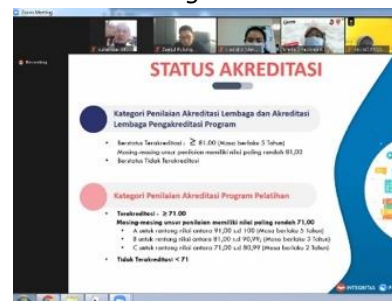 Zoom Meeting
Recording
STATUS AKREDITASI
Kategori Penilaian Akreditasi Lembaga dan Akreditasi
Lembaga Pengakreditasi Program
• Berstatus Terakreditasi : ≥ 81.00 (Masa berlaku 5 Tahun)
Masing-masing unsur penilaian memiliki nilai paling rendah 81,00
• Berstatus Tidak Terakreditasi
Kategori Penilaian Akreditasi Program Pelatihan
• Terakreditasi : ≥ 71.00
Masing-masing unsur penilaian memiliki nilai paling rendah 71,00
• A untuk rentang nilai antara 91,00 s.d 100 (Masa berlaku 5 tahun)
• B untuk rentang nilai antara 81,00 s.d 90,99, (Masa berlaku 3 Tahun)
• C untuk rentang nilai antara 71,00 s.d 80,99 (Masa berlaku 2 Tahun)
• Tidak Terakreditasi < 71
INTEGRITAS